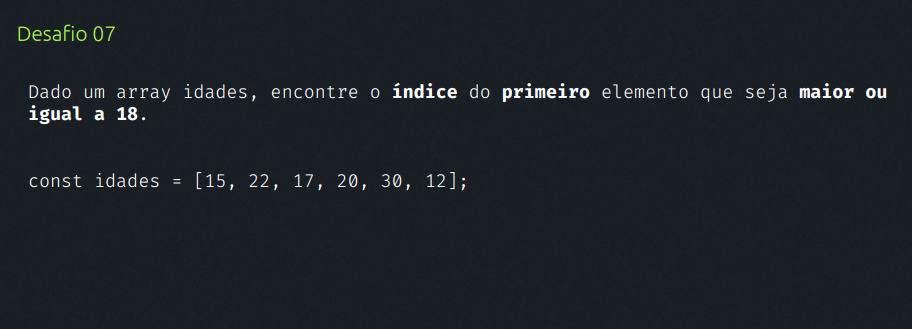 Desafio 07
Dado um array idades, encontre o índice do primeiro elemento que seja maior ou
igual a 18.
const idades = [15, 22, 17, 20, 30, 12];